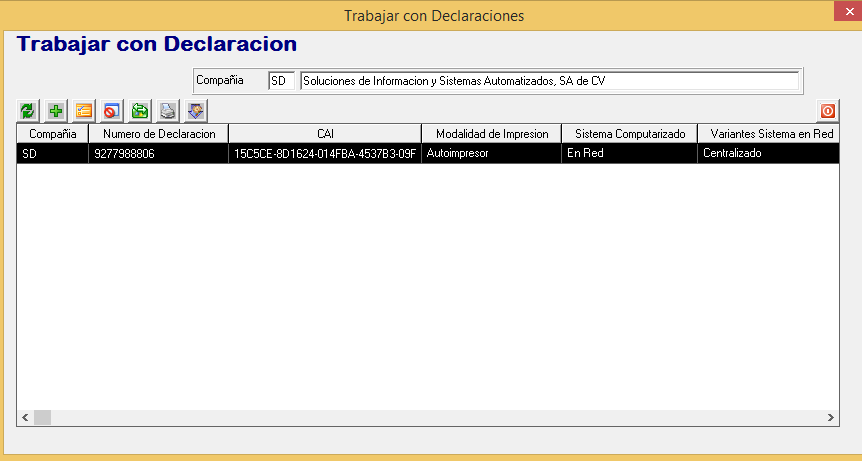 Trabajar con Declaraciones
Trabajar con Declaracion
Compañia SD Soluciones de Informacion y Sistemas Automatizados, SA de CV
Compañia Numero de Declaracion CAI Modalidad de Impresion Sistema Computarizado Variantes Sistema en Red
SD 9277988806 15C5CE-8D1624-014FBA-4537B3-09F Autoimpresor En Red Centralizado